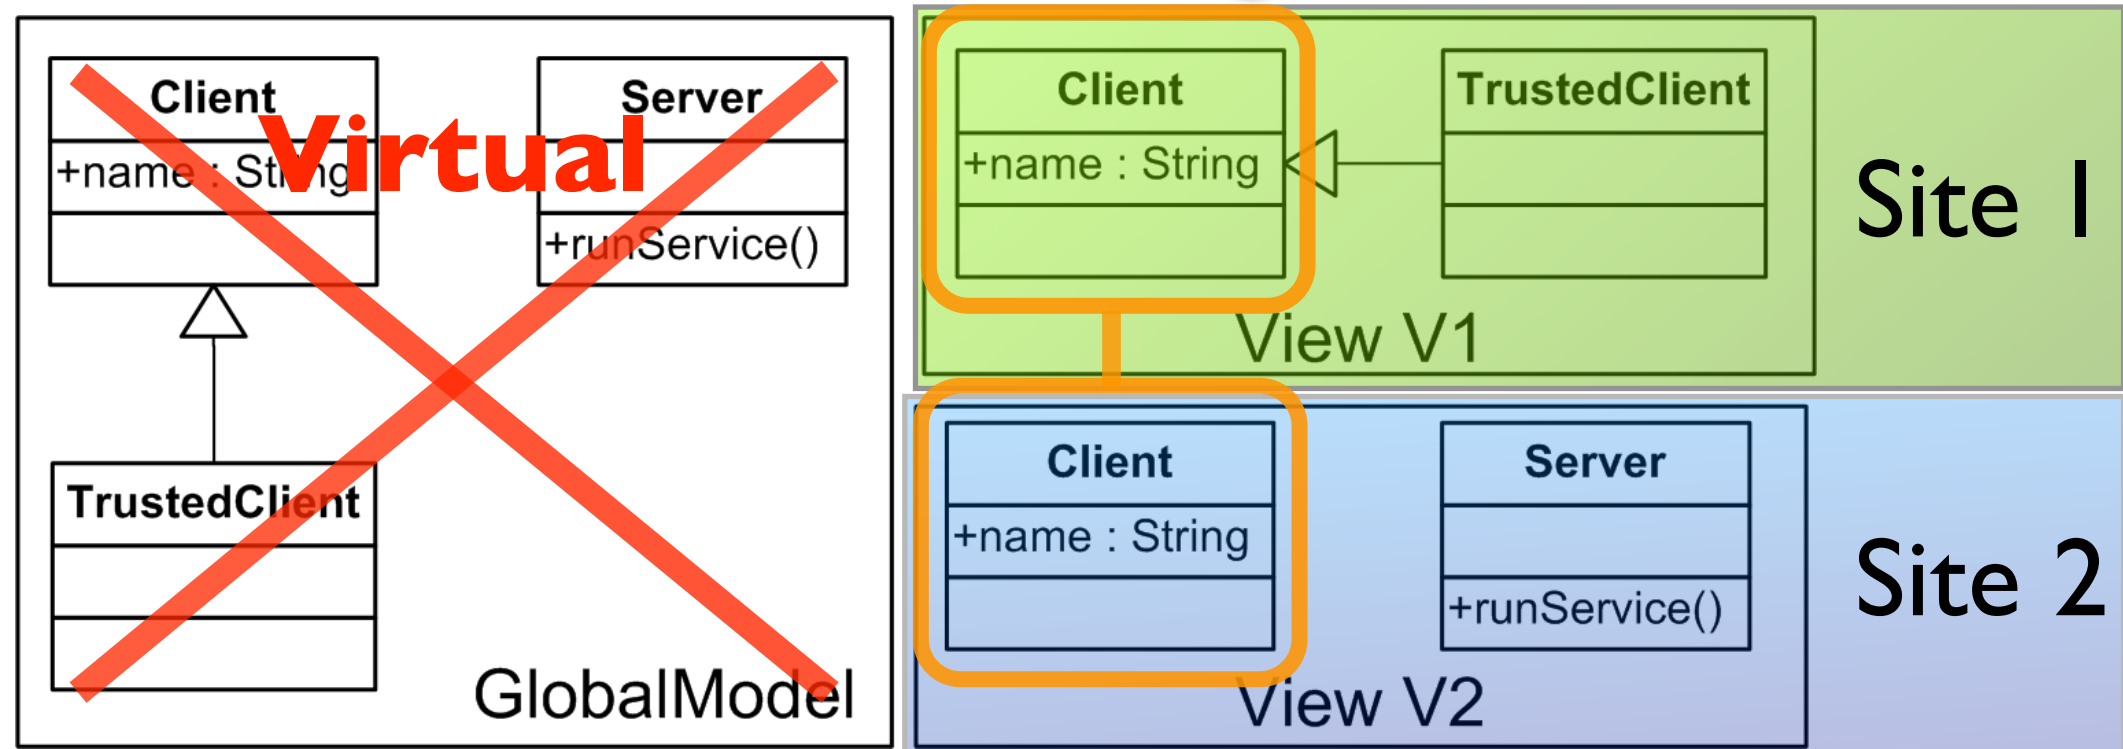 Client
Server
Virtual
+name : String
+runService()
TrustedClient
GlobalModel
Client
TrustedClient
+name : String
Site 1
View V1
Client
Server
+name : String
Site 2
+runService()
View V2